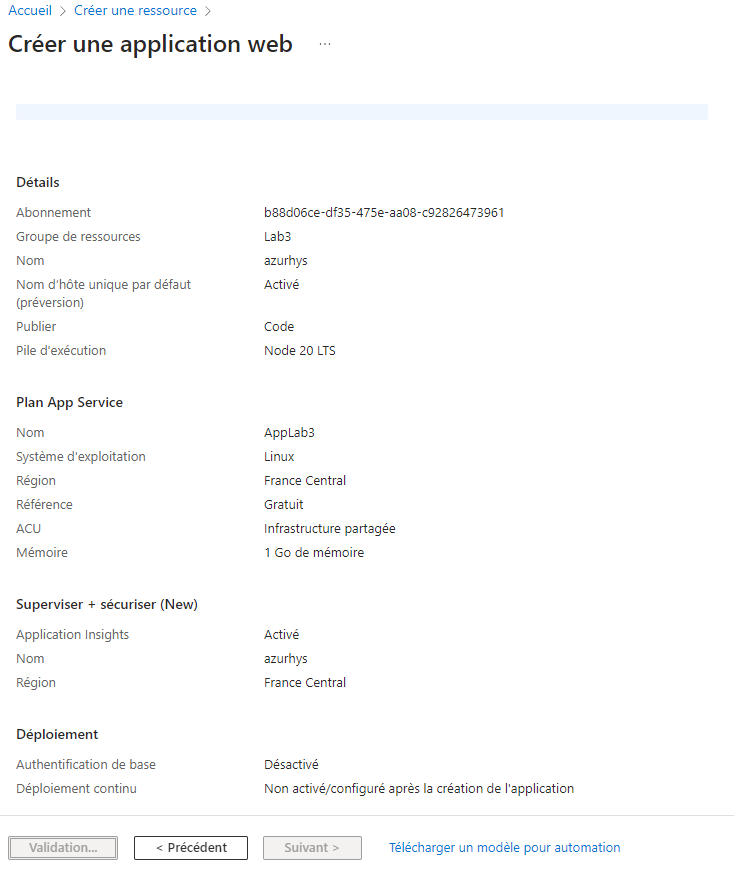 Accueil > Créer une ressource >
Créer une application web ...
Détails
Abonnement b88d06ce-df35-475e-aa08-c92826473961
Groupe de ressources Lab3
Nom azurhys
Nom d'hôte unique par défaut Activé
(préversion)
Publier Code
Pile d'exécution Node 20 LTS
Plan App Service
Nom AppLab3
Système d'exploitation Linux
Région France Central
Référence Gratuit
ACU Infrastructure partagée
Mémoire 1 Go de mémoire
Superviser + sécuriser (New)
Application Insights Activé
Nom azurhys
Région France Central
Déploiement
Authentification de base Désactivé
Déploiement continu Non activé/configuré après la création de l'application
Validation... < Précédent Suivant > Télécharger un modèle pour automation